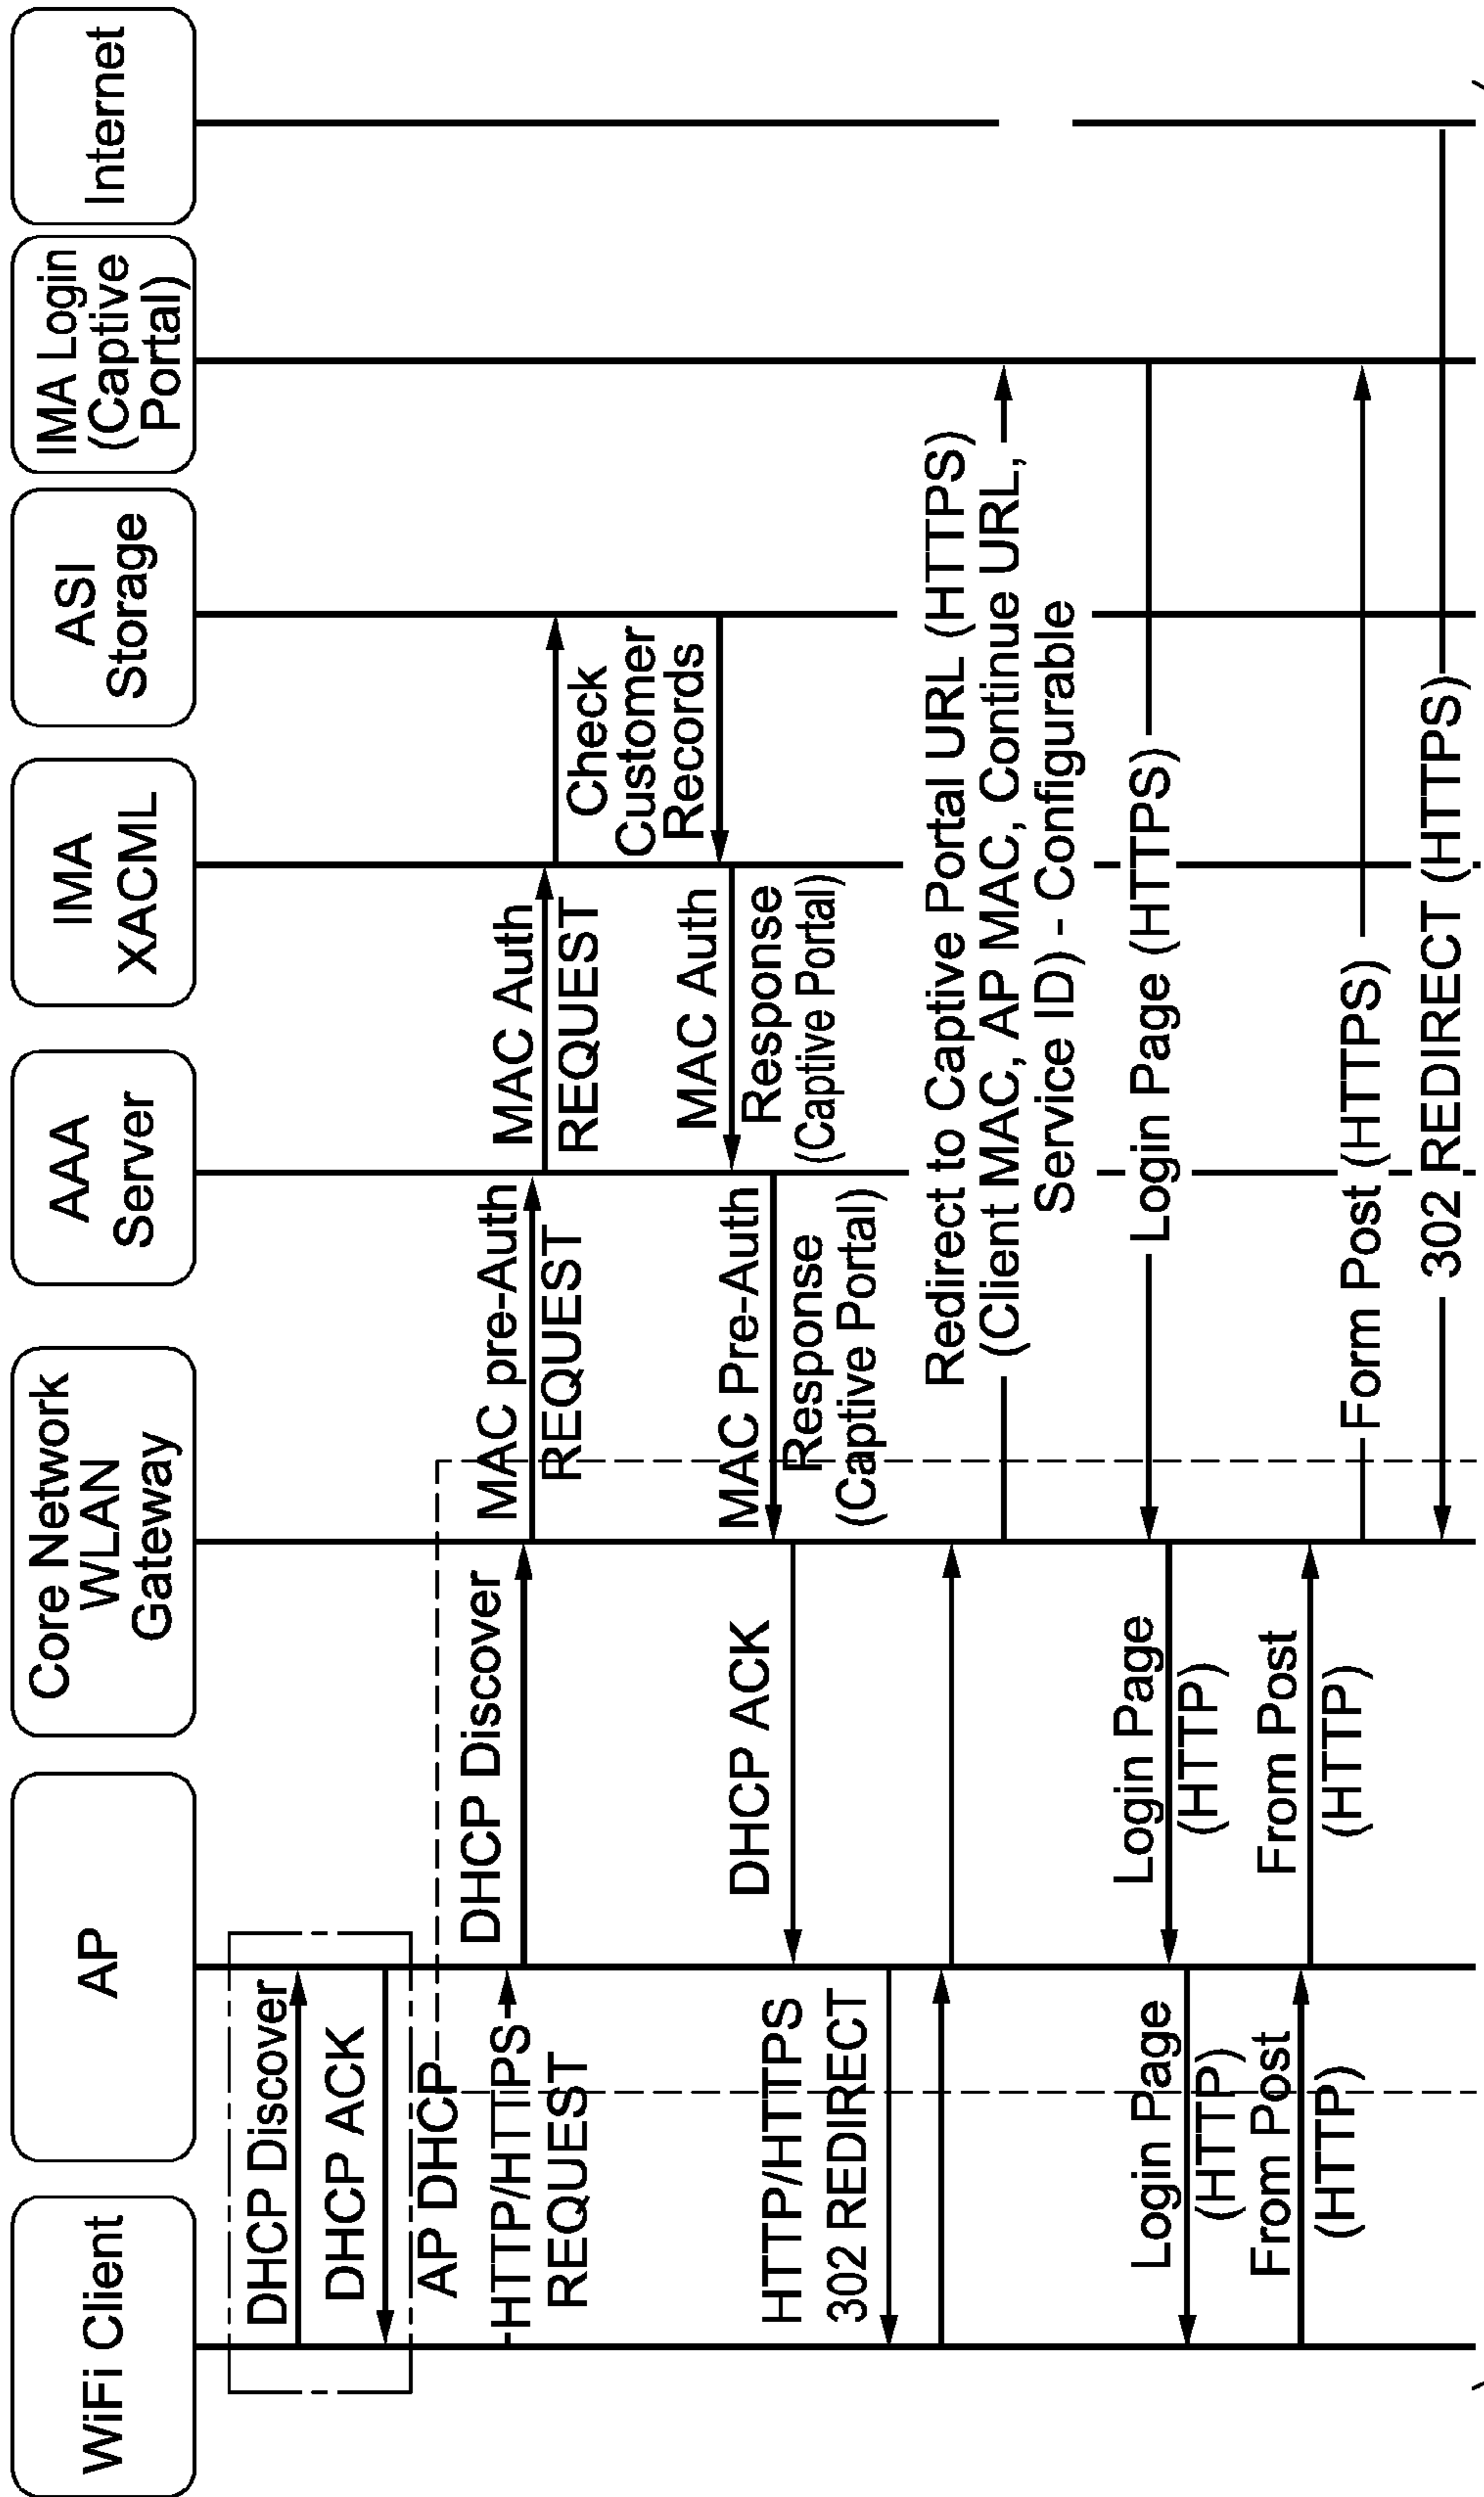 WiFi Client
AP
Core Network
WLAN
Gateway
AAA
Server
IMA
XACML
ASI
Storage
IMA Login
(Captive
Portal)
Internet
DHCP Discover
DHCP ACK
AP DHCP
HTTP/HTTPS
REQUEST
DHCP Discover
MAC pre-Auth
REQUEST
MAC Auth
REQUEST
Check
Customer
Records
MAC Auth
Response
(Captive Portal)
MAC Pre-Auth
Response
(Captive Portal)
DHCP ACK
HTTP/HTTPS
302 REDIRECT
Redirect to Captive Portal URL (HTTPS)
(Client MAC, AP MAC, Continue URL,
Service ID) - Configurable
Login Page (HTTPS)
Login Page
(HTTP)
Login Page
(HTTP)
From Post
(HTTP)
From Post
(HTTP)
Form Post (HTTPS)
302 REDIRECT (HTTPS)